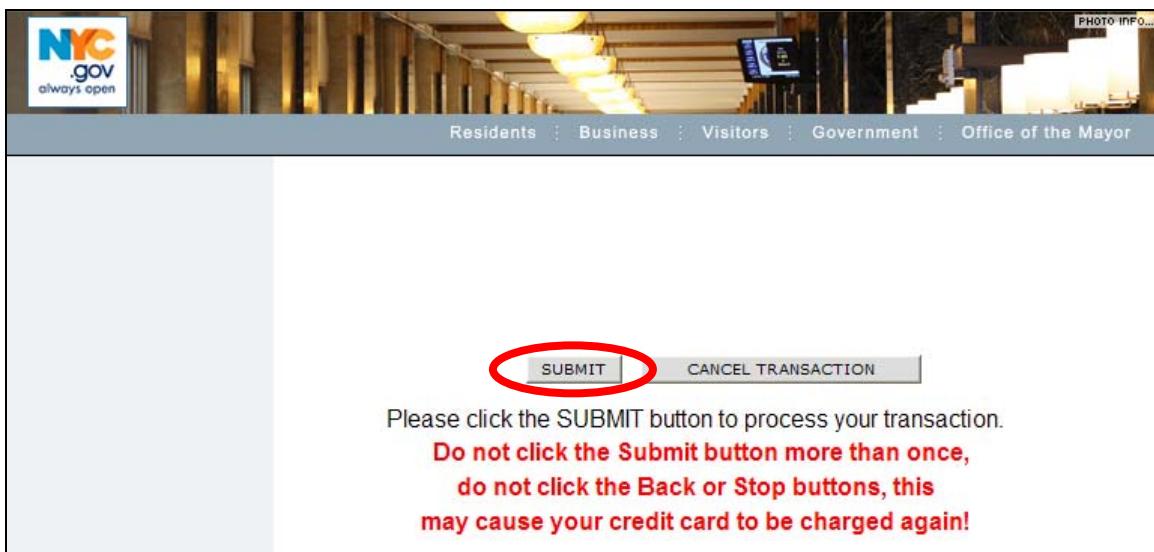 NYC
.gov
always open
PHOTO INFO...
Residents Business Visitors Government Office of the Mayor
SUBMIT CANCEL TRANSACTION
Please click the SUBMIT button to process your transaction.
Do not click the Submit button more than once,
do not click the Back or Stop buttons, this
may cause your credit card to be charged again!